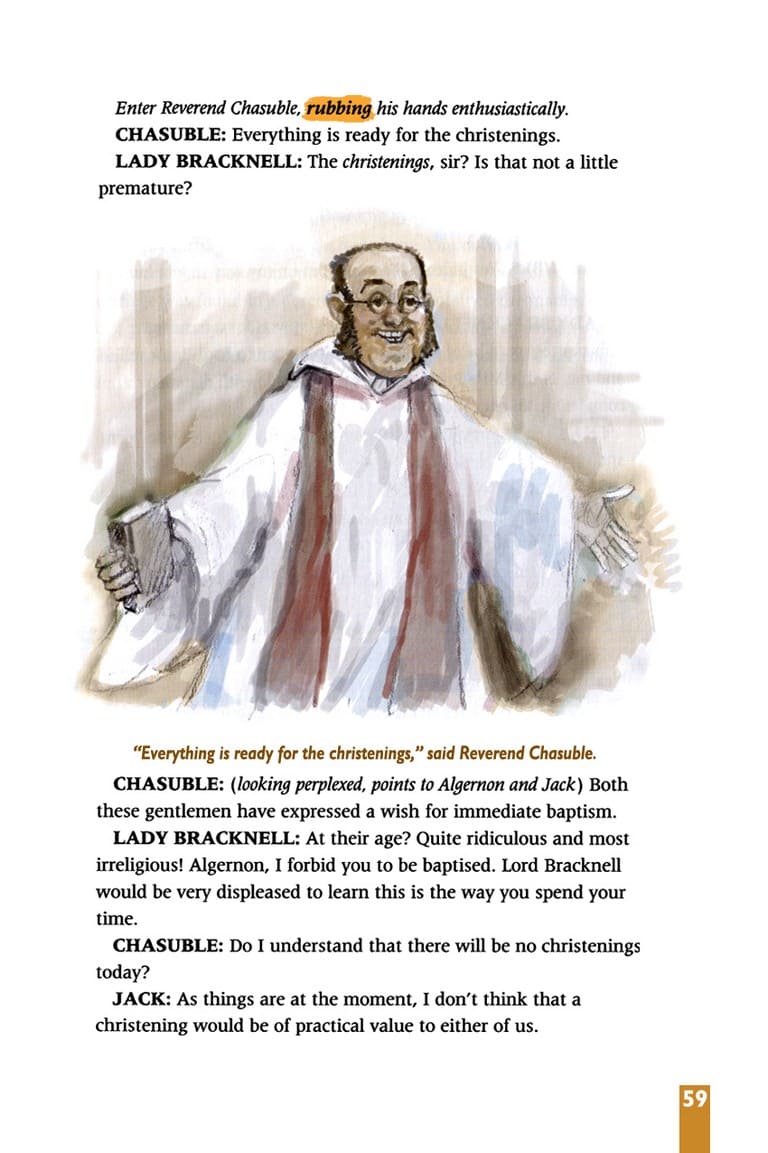 Enter Reverend Chasuble, rubbing his hands enthusiastically.
CHASUBLE: Everything is ready for the christenings.
LADY BRACKNELL: The christenings, sir? Is that not a little
premature?
“Everything is ready for the christenings,” said Reverend Chasuble.
CHASUBLE: (looking perplexed, points to Algernon and Jack) Both
these gentlemen have expressed a wish for immediate baptism.
LADY BRACKNELL: At their age? Quite ridiculous and most
irreligious! Algernon, I forbid you to be baptised. Lord Bracknell
would be very displeased to learn this is the way you spend your
time.
CHASUBLE: Do I understand that there will be no christenings
today?
JACK: As things are at the moment, I don’t think that a
christening would be of practical value to either of us.
59